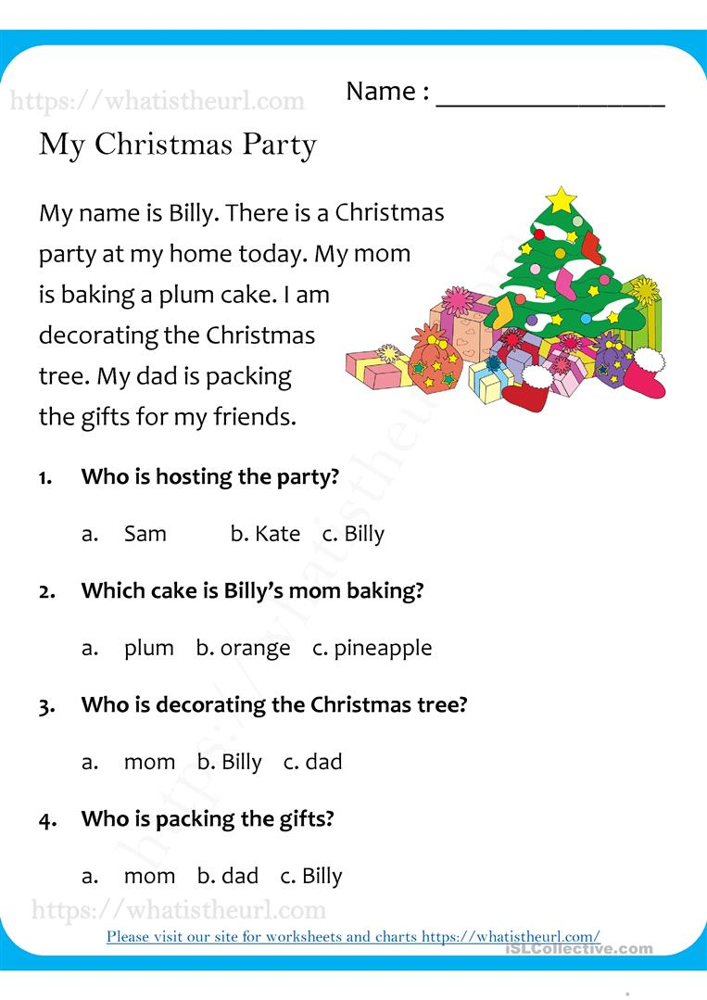 https://whatistheurl.com
Name : ________________
My Christmas Party
My name is Billy. There is a Christmas
party at my home today. My mom
is baking a plum cake. I am
decorating the Christmas
tree. My dad is packing
the gifts for my friends.
https://whatistheurl.com
1. Who is hosting the party?
a. Sam b. Kate c. Billy
2. Which cake is Billy’s mom baking?
a. plum b. orange c. pineapple
3. Who is decorating the Christmas tree?
a. mom b. Billy c. dad
4. Who is packing the gifts?
a. mom b. dad c. Billy
https://whatistheurl.com
Please visit our site for worksheets and charts https://whatistheurl.com/
iSLCollective.com